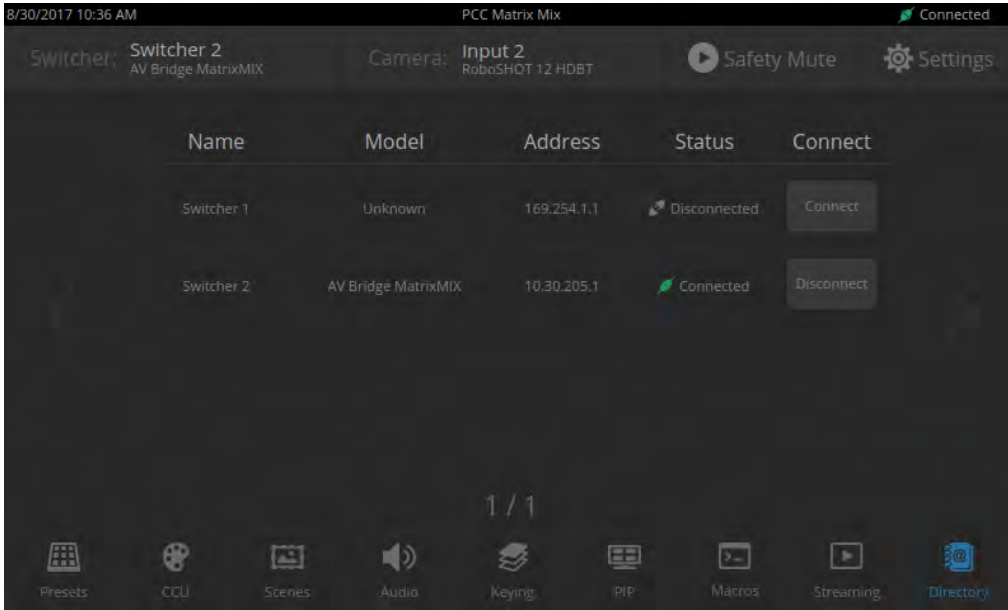 8/30/2017 10:36 AM PCC Matrix Mix Connected
Switcher: Switcher 2 Camera: Input 2 Safety Mute Settings
AV Bridge MatrixMIX RoboSHOT 12 HDBT
Name Model Address Status Connect
Switcher 1 Unknown 169.254.1.1 Disconnected Connect
Switcher 2 AV Bridge MatrixMIX 10.30.205.1 Connected Disconnect
1 / 1
Presets CCU Scenes Audio Keying PIP Macros Streaming Directory